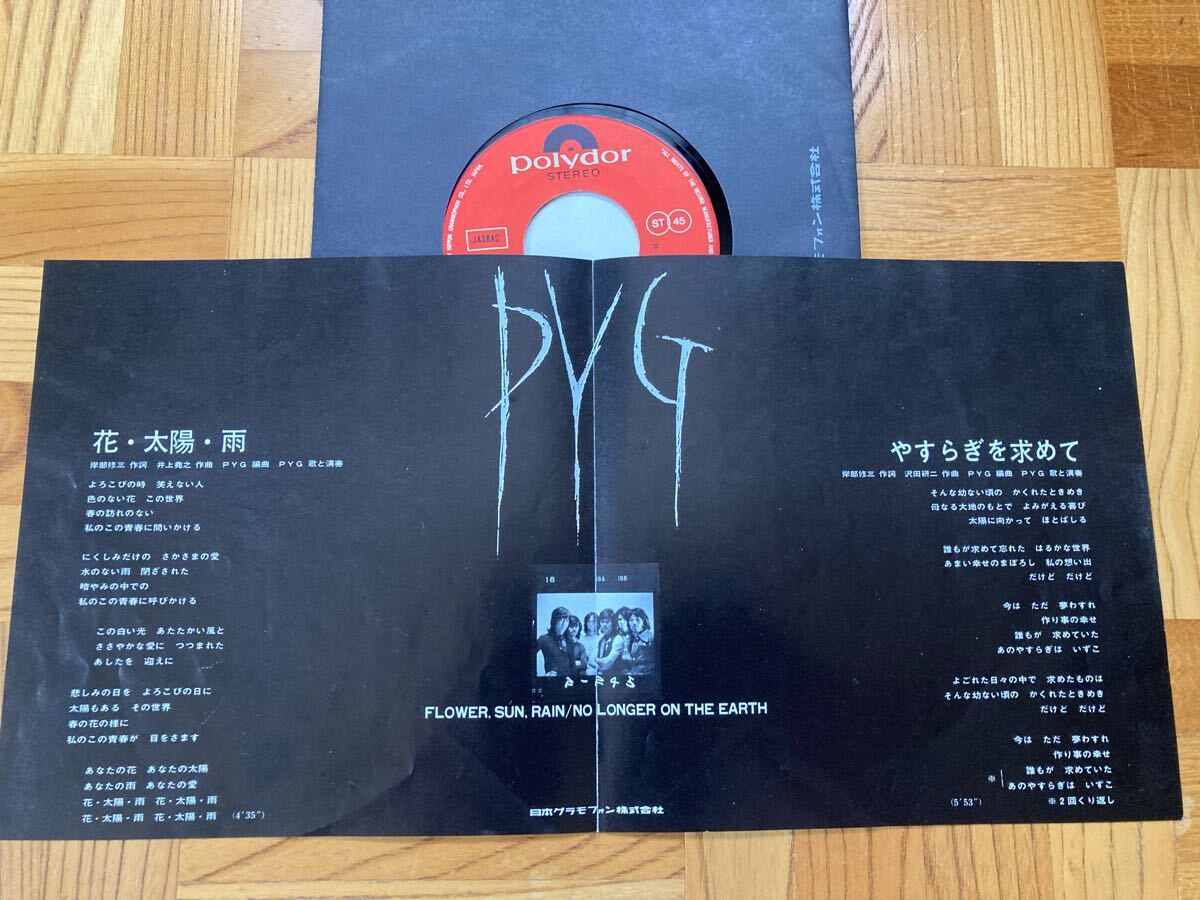 polydor
STEREO
NIPPON GRAMMOPHON CO., LTD. JAPAN.
"ALL RIGHTS OF THE RECORD MANUFACTURER AND
JASRAC
ST 45
モフォン株式会社
PYG
花・太陽・雨
岸部修三 作詞 井上堯之 作曲 PYG 編曲 PYG 歌と演奏
よろこびの時 笑えない人
色のない花 この世界
春の訪れのない
私のこの青春に問いかける
にくしみだけの さかさまの愛
水のない雨 閉ざされた
暗やみの中での
私のこの青春に呼びかける
この白い光 あたたかい風と
ささやかな愛に つつまれた
あしたを 迎えに
悲しみの日を よろこびの日に
太陽もある その世界
春の花の様に
私のこの青春が 目をさます
あなたの花 あなたの太陽
あなたの雨 あなたの愛
花・太陽・雨 花・太陽・雨
花・太陽・雨 花・太陽・雨 (4′35″)
やすらぎを求めて
岸部修三 作詞 沢田研二 作曲 PYG 編曲 PYG 歌と演奏
そんな幼ない頃の かくれたときめき
母なる大地のもとで よみがえる喜び
太陽に向かって ほとばしる
誰もが求めて忘れた はるかな世界
あまい幸せのまぼろし 私の想い出
だけど だけど
今は ただ 夢わすれ
作り事の幸せ
誰もが 求めていた
あのやすらぎは いずこ
よごれた日々の中で 求めたものは
そんな幼ない頃の かくれたときめき
だけど だけど
今は ただ 夢わすれ
作り事の幸せ
誰もが 求めていた
※ あのやすらぎは いずこ
(5′53″) ※2回くり返し
16 18A 18B
FLOWER, SUN, RAIN/NO LONGER ON THE EARTH
日本グラモフォン株式会社